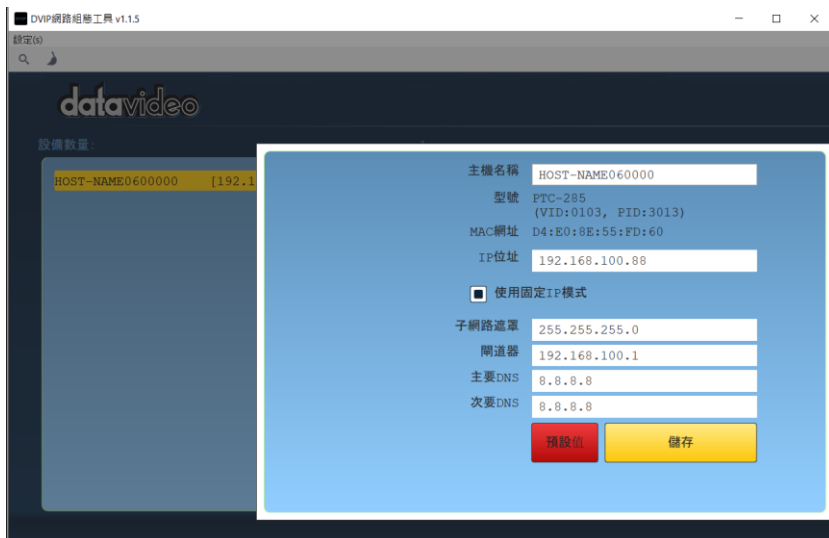 DVIP網路組態工具 v1.1.5
設定(s)
datavideo
設備數量:
HOST-NAME0600000 [192.1
主機名稱 HOST-NAME060000
型號 PTC-285
(VID:0103, PID:3013)
MAC網址 D4:E0:8E:55:FD:60
IP位址 192.168.100.88
使用固定IP模式
子網路遮罩 255.255.255.0
閘道器 192.168.100.1
主要DNS 8.8.8.8
次要DNS 8.8.8.8
預設值 儲存